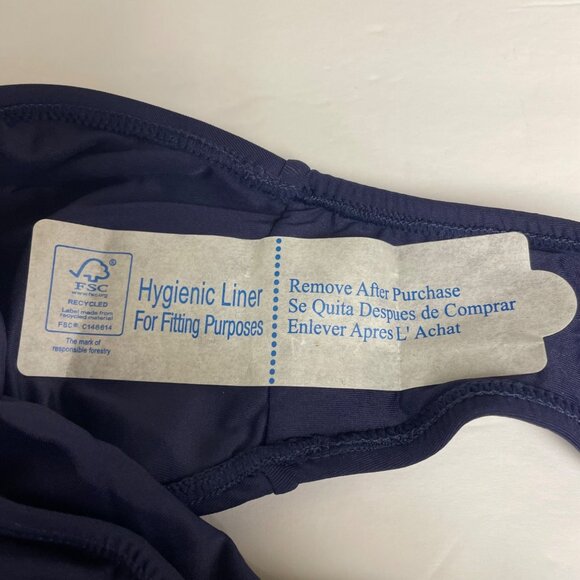 FSC
www.fsc.org
RECYCLED
Label made from
recycled material
FSC® C148614
The mark of
responsible forestry
Hygienic Liner
For Fitting Purposes
Remove After Purchase
Se Quita Despues de Comprar
Enlever Apres L' Achat